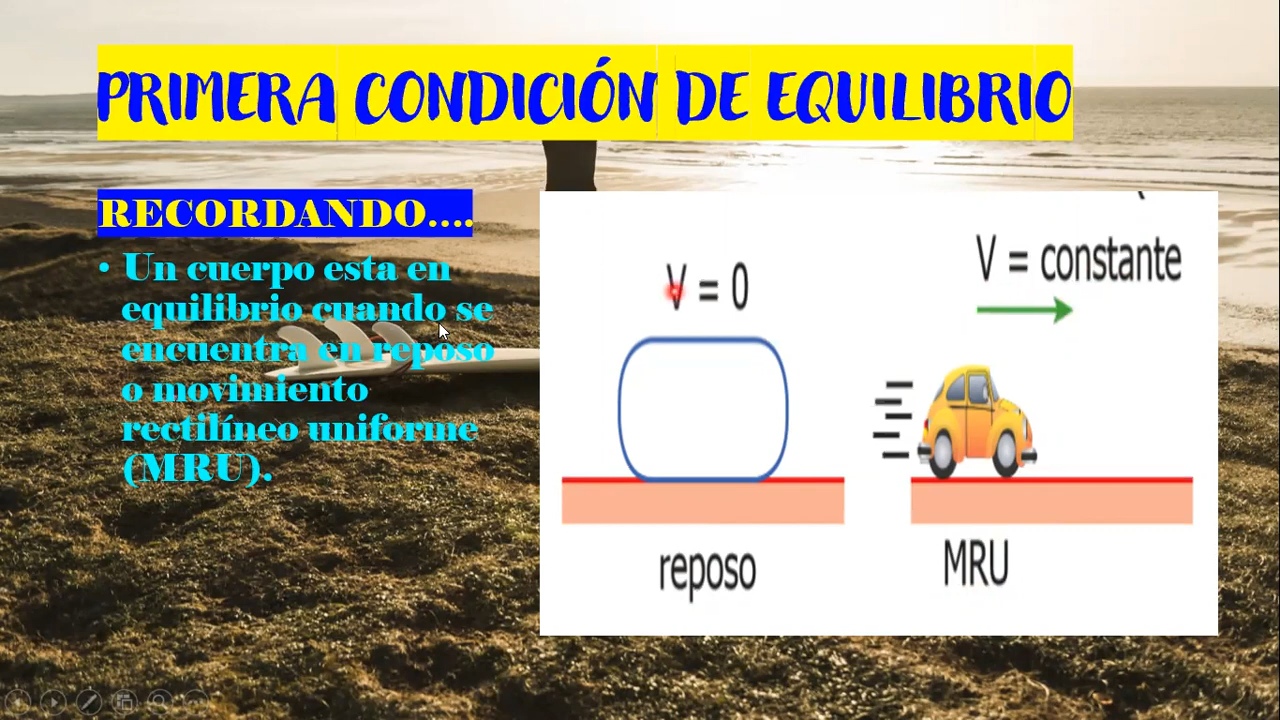 PRIMERA CONDICIÓN DE EQUILIBRIO
RECORDANDO....
• Un cuerpo esta en
equilibrio cuando se
encuentra en reposo
o movimiento
rectilíneo uniforme
(MRU).
V = 0
V = constante
reposo
MRU